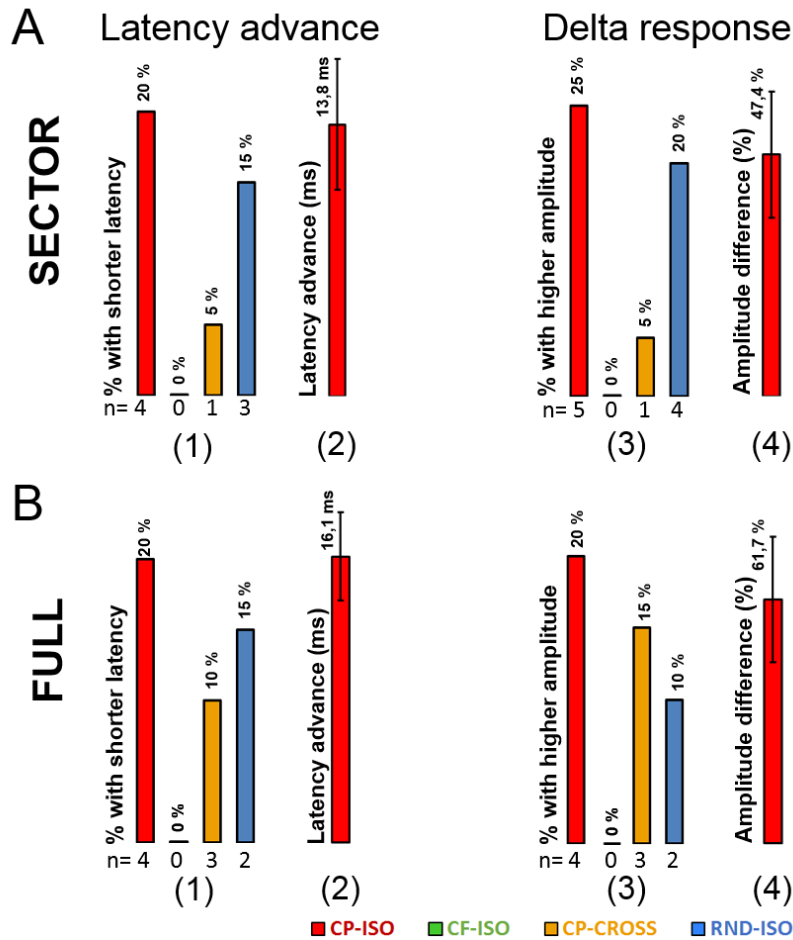 A
Latency advance
Delta response
SECTOR
% with shorter latency
20 %
0 %
5 %
15 %
n= 4 0 1 3
(1)
Latency advance (ms)
13,8 ms
(2)
% with higher amplitude
25 %
0 %
5 %
20 %
n= 5 0 1 4
(3)
Amplitude difference (%)
47,4 %
(4)
B
FULL
% with shorter latency
20 %
0 %
10 %
15 %
n= 4 0 3 2
(1)
Latency advance (ms)
16,1 ms
(2)
% with higher amplitude
20 %
0 %
15 %
10 %
n= 4 0 3 2
(3)
Amplitude difference (%)
61,7 %
(4)
CP-ISO CF-ISO CP-CROSS RND-ISO